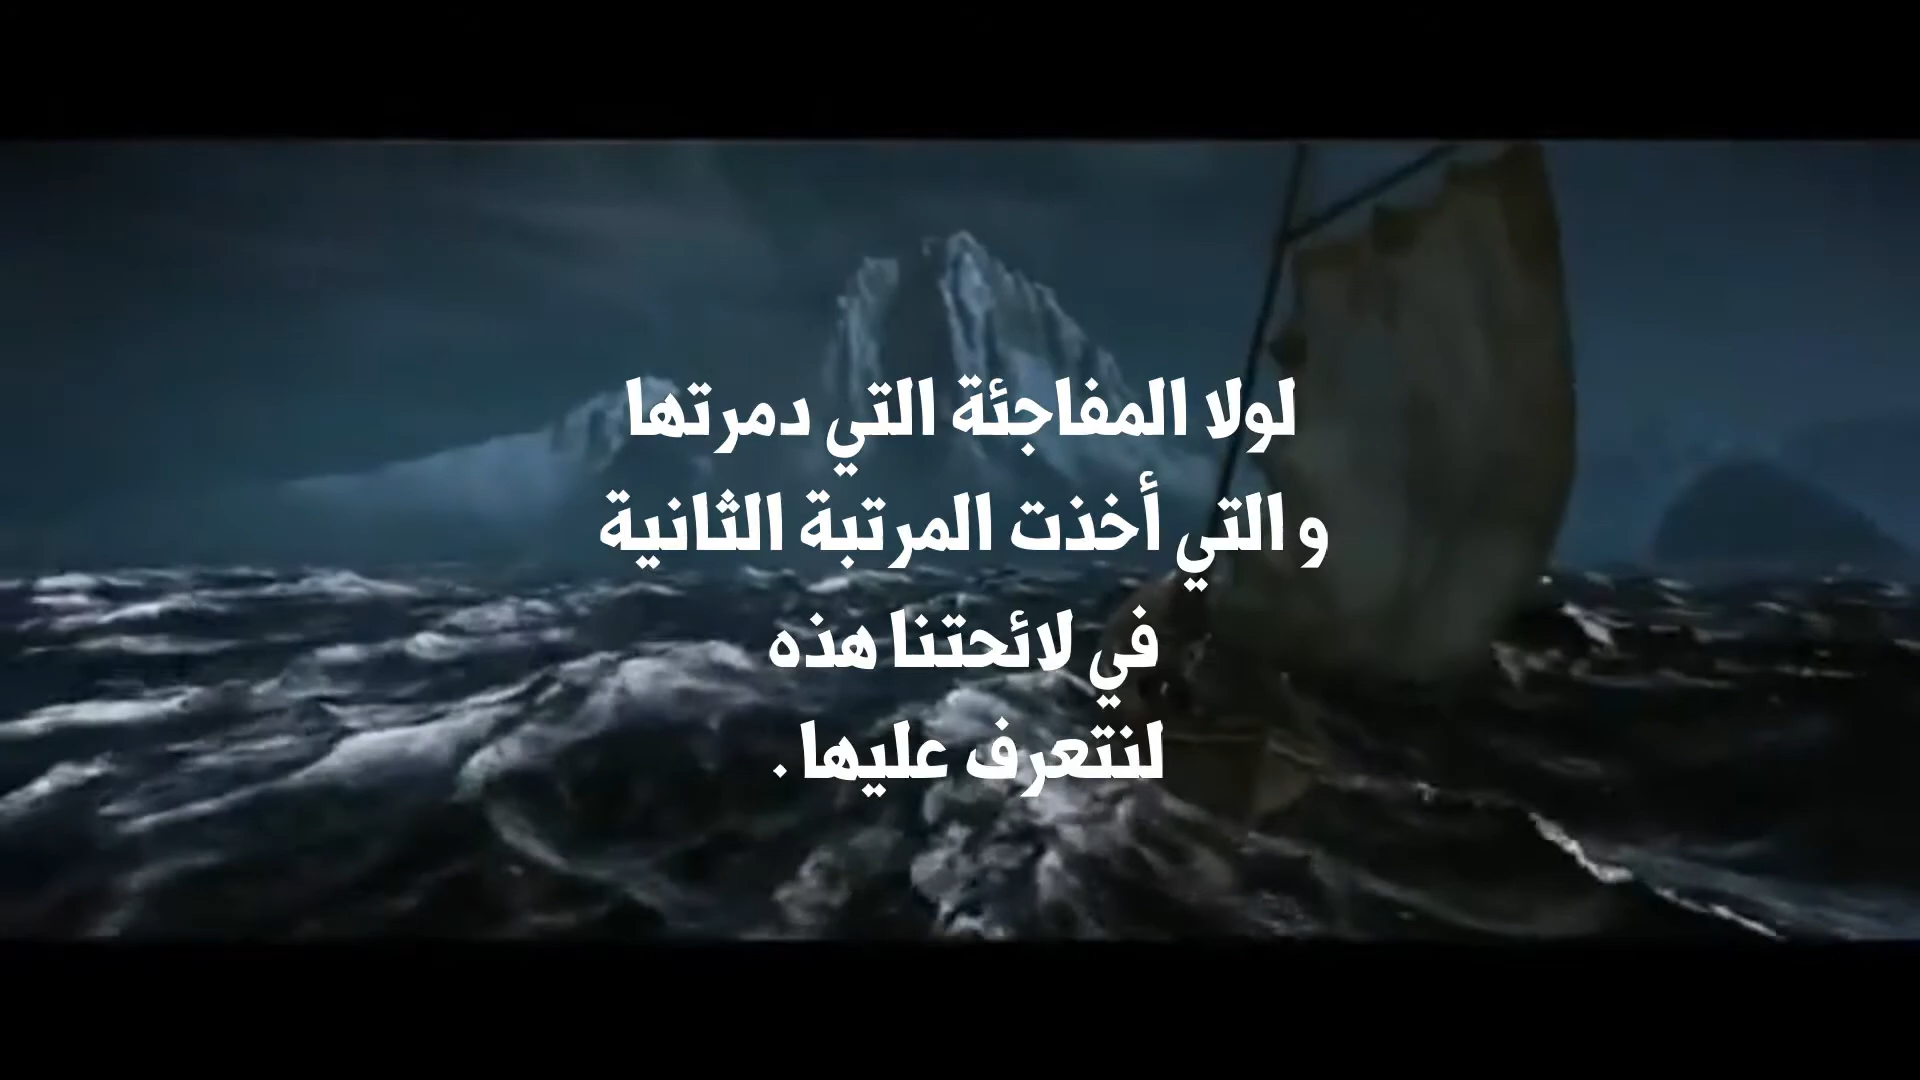 لولا المفاجئة التي دمرتها
و التي أخذت المرتبة الثانية
في لائحتنا هذه
لنتعرف عليها .